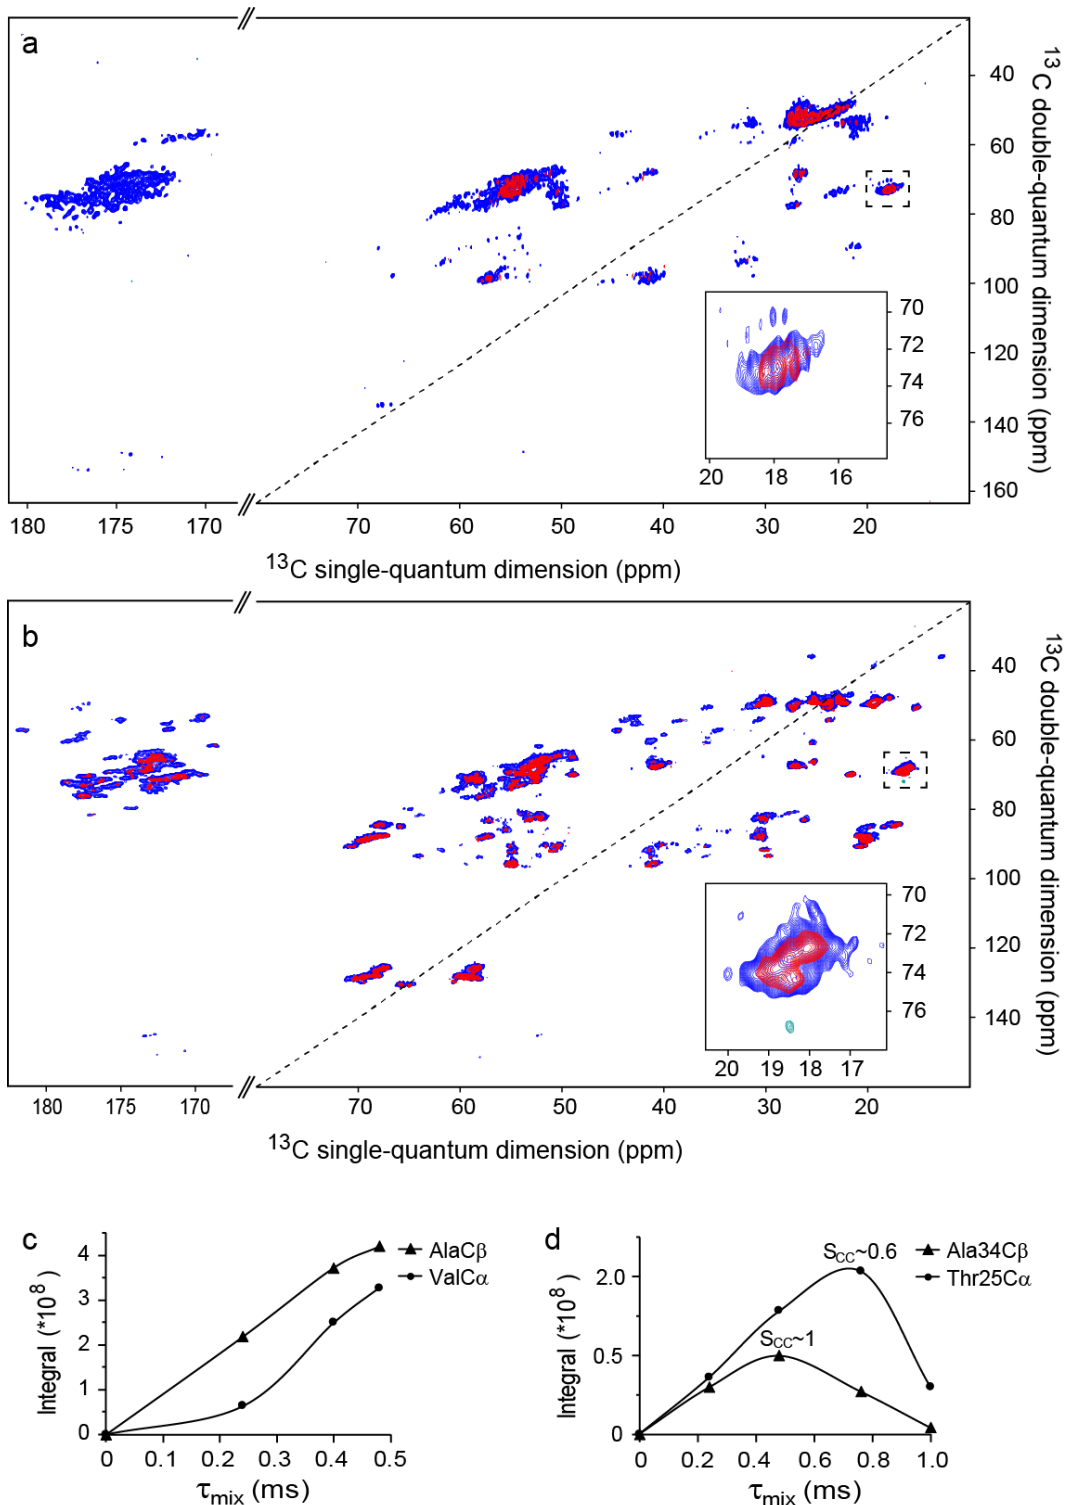 a
40
60
80
100
120
140
160
13C double-quantum dimension (ppm)
70
72
74
76
20 18 16
180 175 170 70 60 50 40 30 20
13C single-quantum dimension (ppm)
b
40
60
80
100
120
140
13C double-quantum dimension (ppm)
70
72
74
76
20 19 18 17
180 175 170 70 60 50 40 30 20
13C single-quantum dimension (ppm)
c
AlaCβ
ValCα
4
3
2
1
0
Integral (*10^8)
0 0.1 0.2 0.3 0.4 0.5
τmix (ms)
d
SCC~0.6
Ala34Cβ
Thr25Cα
SCC~1
2.0
0.5
0
Integral (*10^8)
0 0.2 0.4 0.6 0.8 1.0
τmix (ms)